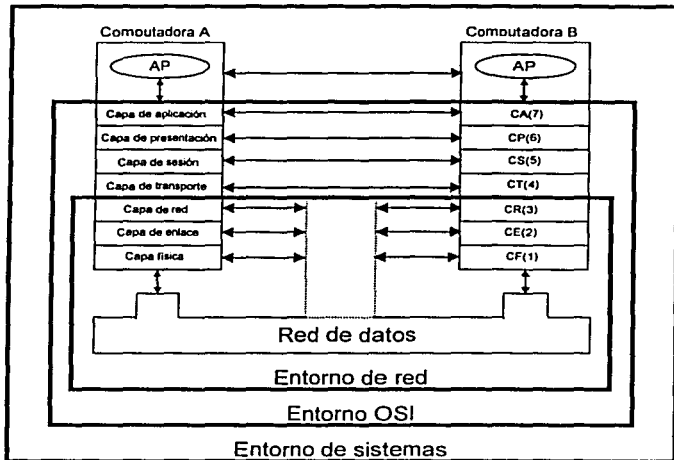 Computadora A
Computadora B
AP
AP
Capa de aplicación
CA(7)
Capa de presentación
CP(6)
Capa de sesión
CS(5)
Capa de transporte
CT(4)
Capa de red
CR(3)
Capa de enlace
CE(2)
Capa física
CF(1)
Red de datos
Entorno de red
Entorno OSI
Entorno de sistemas